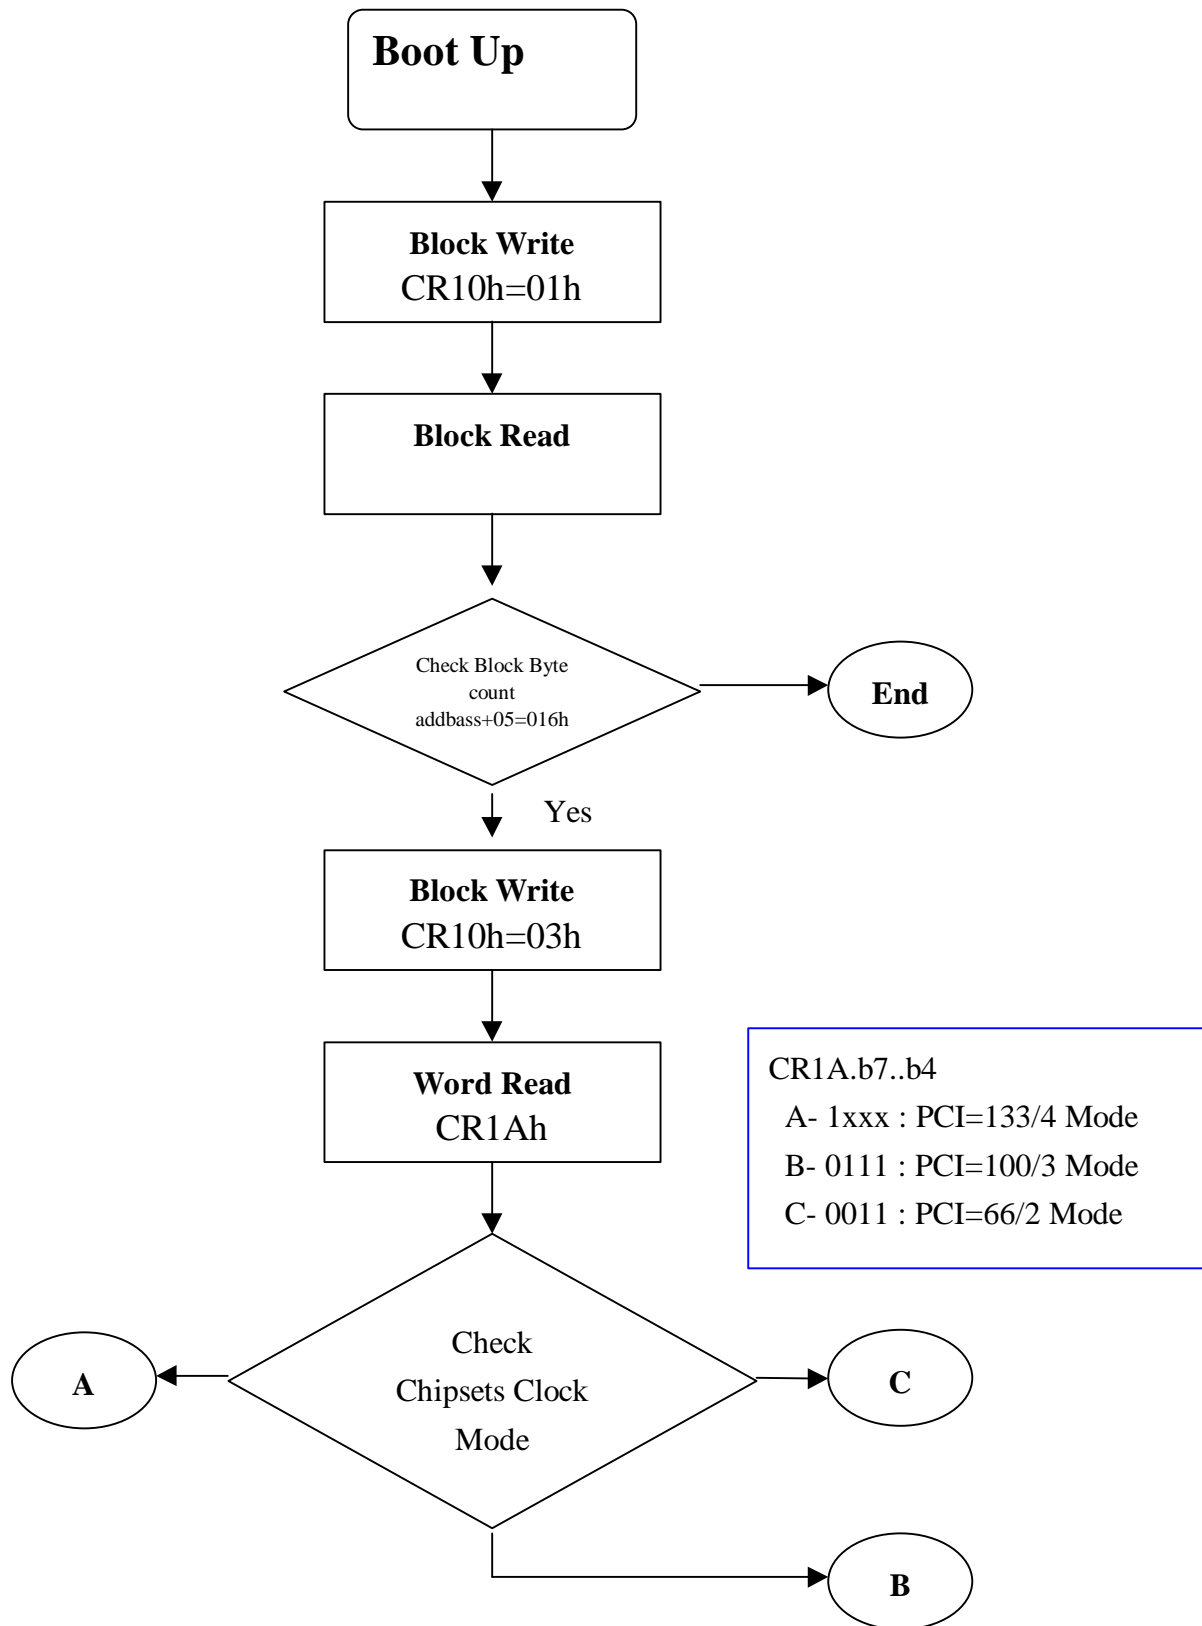 Boot Up
Block Write
CR10h=01h
Block Read
Check Block Byte
count
addbass+05=016h
End
Yes
Block Write
CR10h=03h
Word Read
CR1Ah
CR1A.b7..b4
A- 1xxx : PCI=133/4 Mode
B- 0111 : PCI=100/3 Mode
C- 0011 : PCI=66/2 Mode
Check
Chipsets Clock
Mode
A
C
B